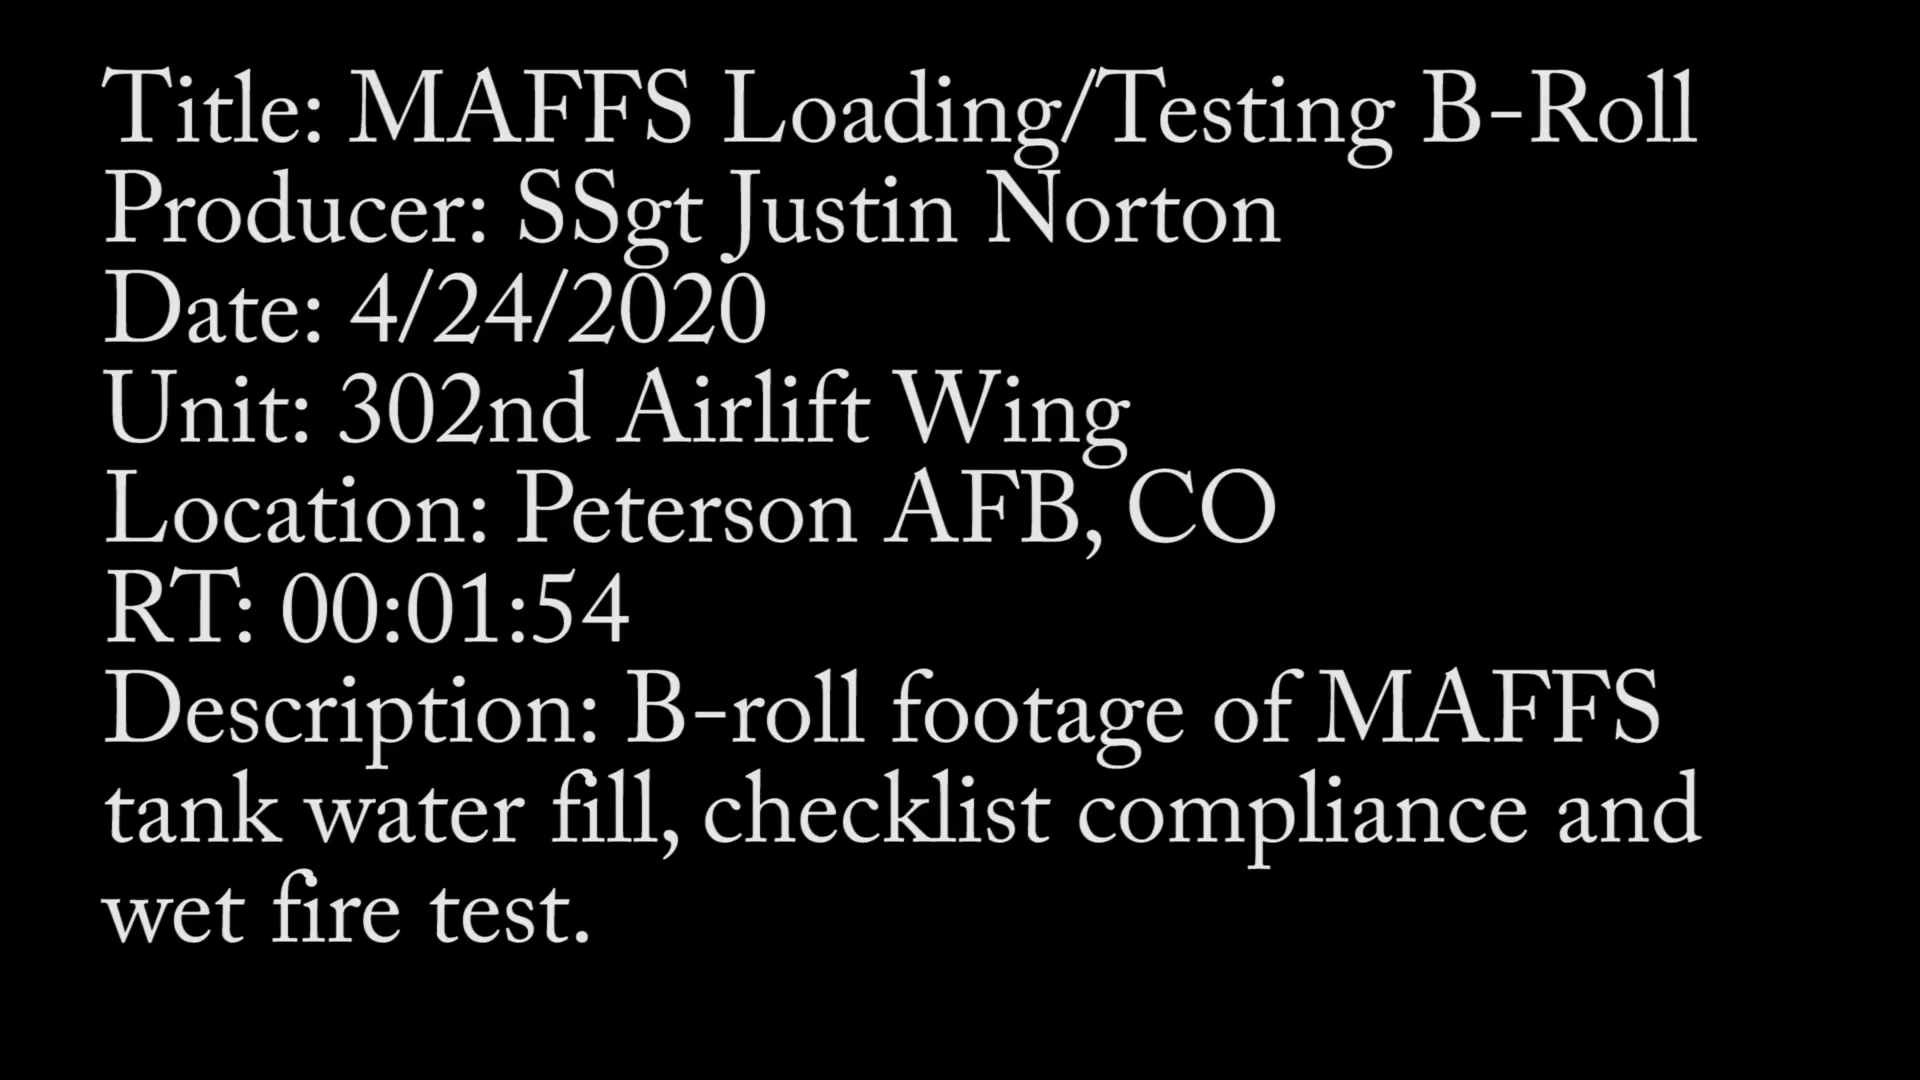 Title: MAFFS Loading/Testing B-Roll
Producer: SSgt Justin Norton
Date: 4/24/2020
Unit: 302nd Airlift Wing
Location: Peterson AFB, CO
RT: 00:01:54
Description: B-roll footage of MAFFS
tank water fill, checklist compliance and
wet fire test.